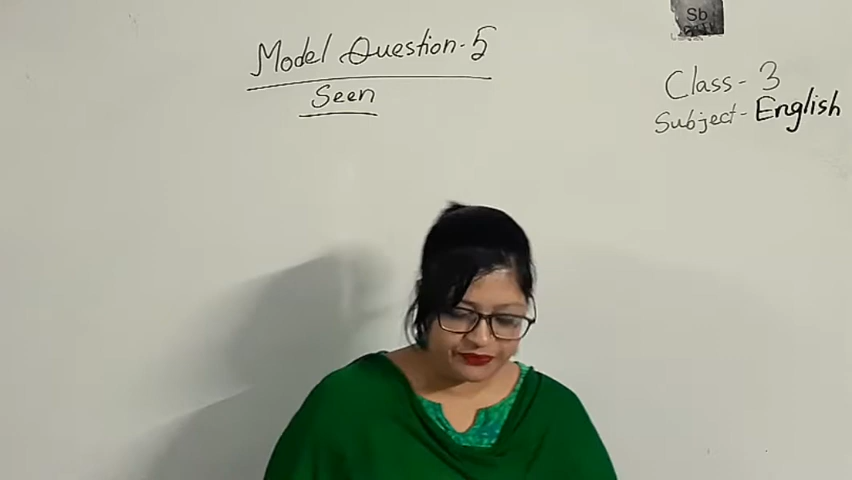 Model Question-5
Seen
Sb
Class- 3
Subject- English